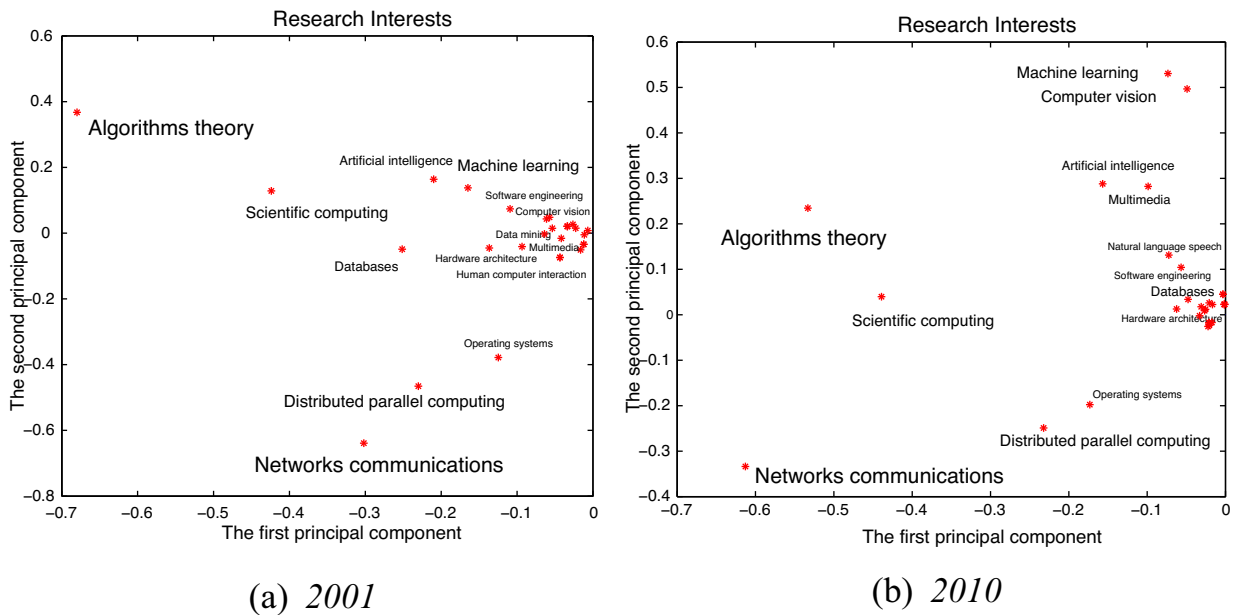 Research Interests
0.6
0.4
0.2
0
−0.2
−0.4
−0.6
−0.8
The second principal component
Algorithms theory
Artificial intelligence
Machine learning
Scientific computing
Software engineering
Computer vision
Data mining
Databases
Multimedia
Hardware architecture
Human computer interaction
Operating systems
Distributed parallel computing
Networks communications
−0.7 −0.6 −0.5 −0.4 −0.3 −0.2 −0.1 0
The first principal component
(a) 2001
Research Interests
0.6
0.5
0.4
0.3
0.2
0.1
0
−0.1
−0.2
−0.3
−0.4
The second principal component
Machine learning
Computer vision
Artificial intelligence
Multimedia
Algorithms theory
Natural language speech
Software engineering
Databases
Scientific computing
Hardware architecture
Operating systems
Distributed parallel computing
Networks communications
−0.7 −0.6 −0.5 −0.4 −0.3 −0.2 −0.1 0
The first principal component
(b) 2010